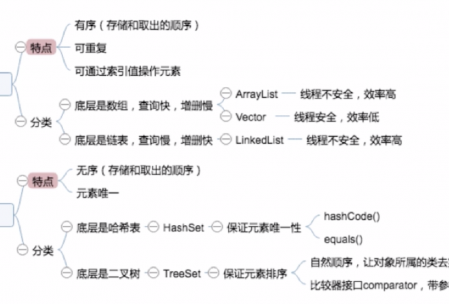 有序（存储和取出的顺序）
特点
可重复
可通过索引值操作元素
ArrayList
线程不安全，效率高
底层是数组，查询快，增删慢
分类
Vector
线程安全，效率低
底层是链表，查询慢，增删快
LinkedList
线程不安全，效率高
无序（存储和取出的顺序）
特点
元素唯一
hashCode()
底层是哈希表
HashSet
保证元素唯一性
equals()
分类
自然顺序，让对象所属的类去
底层是二叉树
TreeSet
保证元素排序
比较器接口comparator，带参